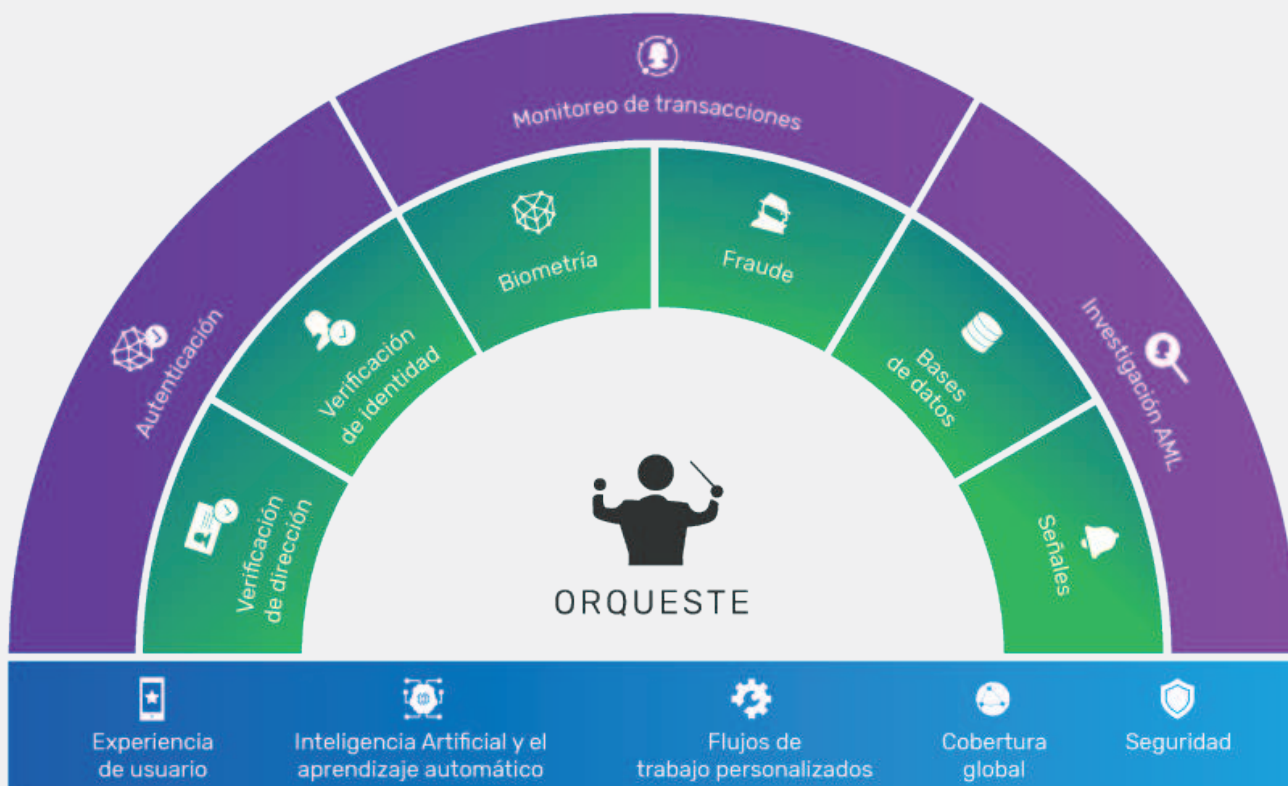 Monitoreo de transacciones
Autenticación
Investigación AML
Biometría
Fraude
Verificación
de identidad
Bases
de datos
Verificación
de dirección
Señales
ORQUESTE
Experiencia
de usuario
Inteligencia Artificial y el
aprendizaje automático
Flujos de
trabajo personalizados
Cobertura
global
Seguridad